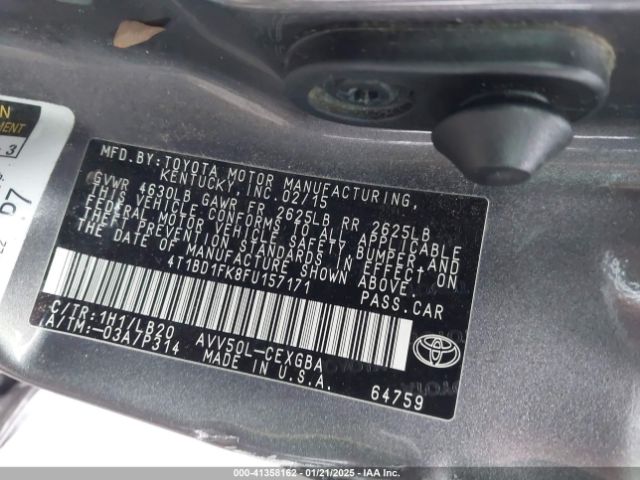 MFD.BY:TOYOTA MOTOR MANUFACTURING,
KENTUCKY,INC.02/15
GVWR 4630LB GAWR FR 2625LB RR 2625LB
THIS VEHICLE CONFORMS TO ALL APPLICABLE
FEDERAL MOTOR VEHICLE SAFETY, BUMPER,
AND THEFT PREVENTION STANDARDS IN EFFECT ON
THE DATE OF MANUFACTURE SHOWN ABOVE.
4T1BD1FK8FU157171
PASS.CAR
C/TR:1H1/LB20
A/TM:-03A7P314
AVV50L-CEXGBA
MADE IN U.S.A.
TOYOTA
64759
000-41358162 01/21/2025 IAA Inc.